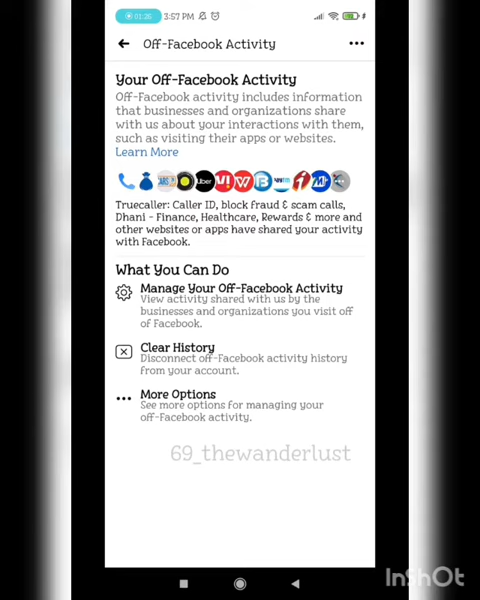 01:26 3:57 PM
Off-Facebook Activity
Your Off-Facebook Activity
Off-Facebook activity includes information
that businesses and organizations share
with us about your interactions with them,
such as visiting their apps or websites.
Learn More
Uber
Truecaller: Caller ID, block fraud & scam calls,
Dhani - Finance, Healthcare, Rewards & more and
other websites or apps have shared your activity
with Facebook.
What You Can Do
Manage Your Off-Facebook Activity
View activity shared with us by the
businesses and organizations you visit off
of Facebook.
Clear History
Disconnect off-Facebook activity history
from your account.
More Options
See more options for managing your
off-Facebook activity.
69_thewanderlust
InShOt